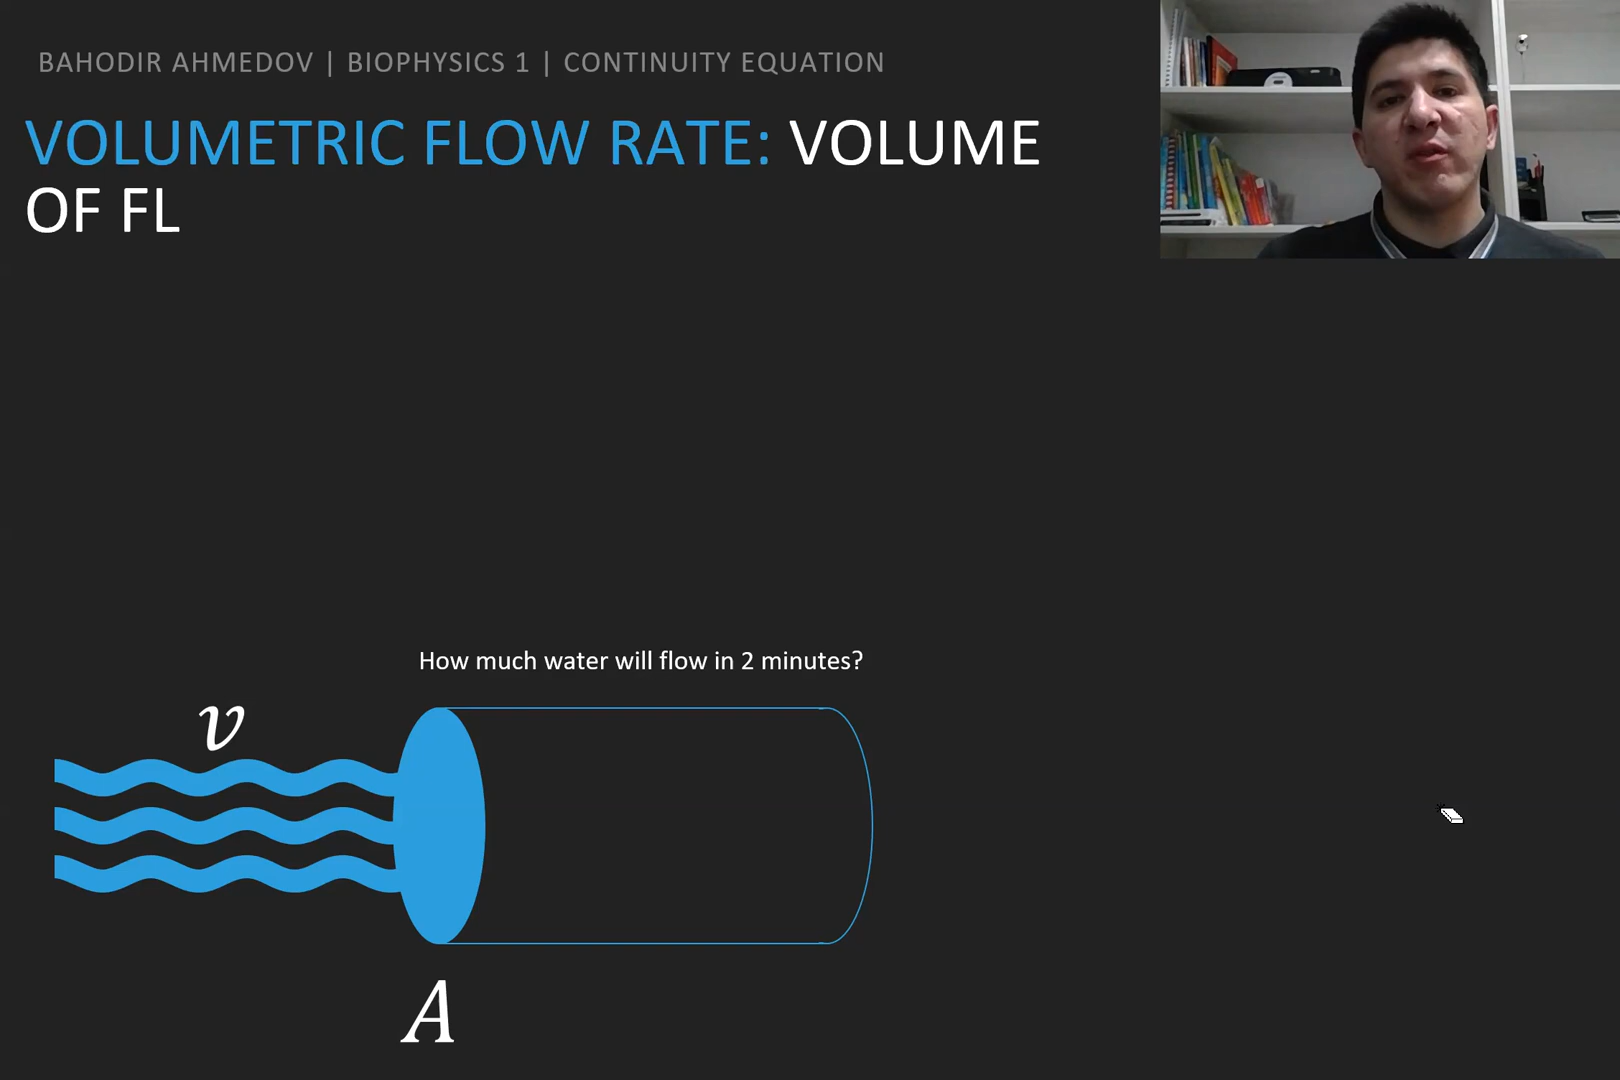 BAHODIR AHMEDOV | BIOPHYSICS 1 | CONTINUITY EQUATION
VOLUMETRIC FLOW RATE: VOLUME
OF FL
How much water will flow in 2 minutes?
v
A